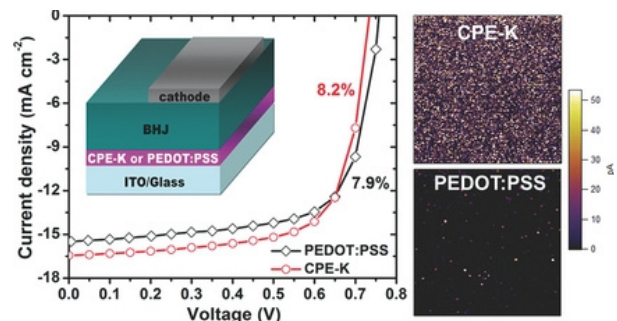 Current density (mA cm⁻²)
0
-3
-6
-9
-12
-15
-18
cathode
BHJ
CPE-K or PEDOT:PSS
ITO/Glass
8.2%
7.9%
PEDOT:PSS
CPE-K
0.0 0.1 0.2 0.3 0.4 0.5 0.6 0.7 0.8
Voltage (V)
CPE-K
PEDOT:PSS
50
40
30
20
10
0
pA